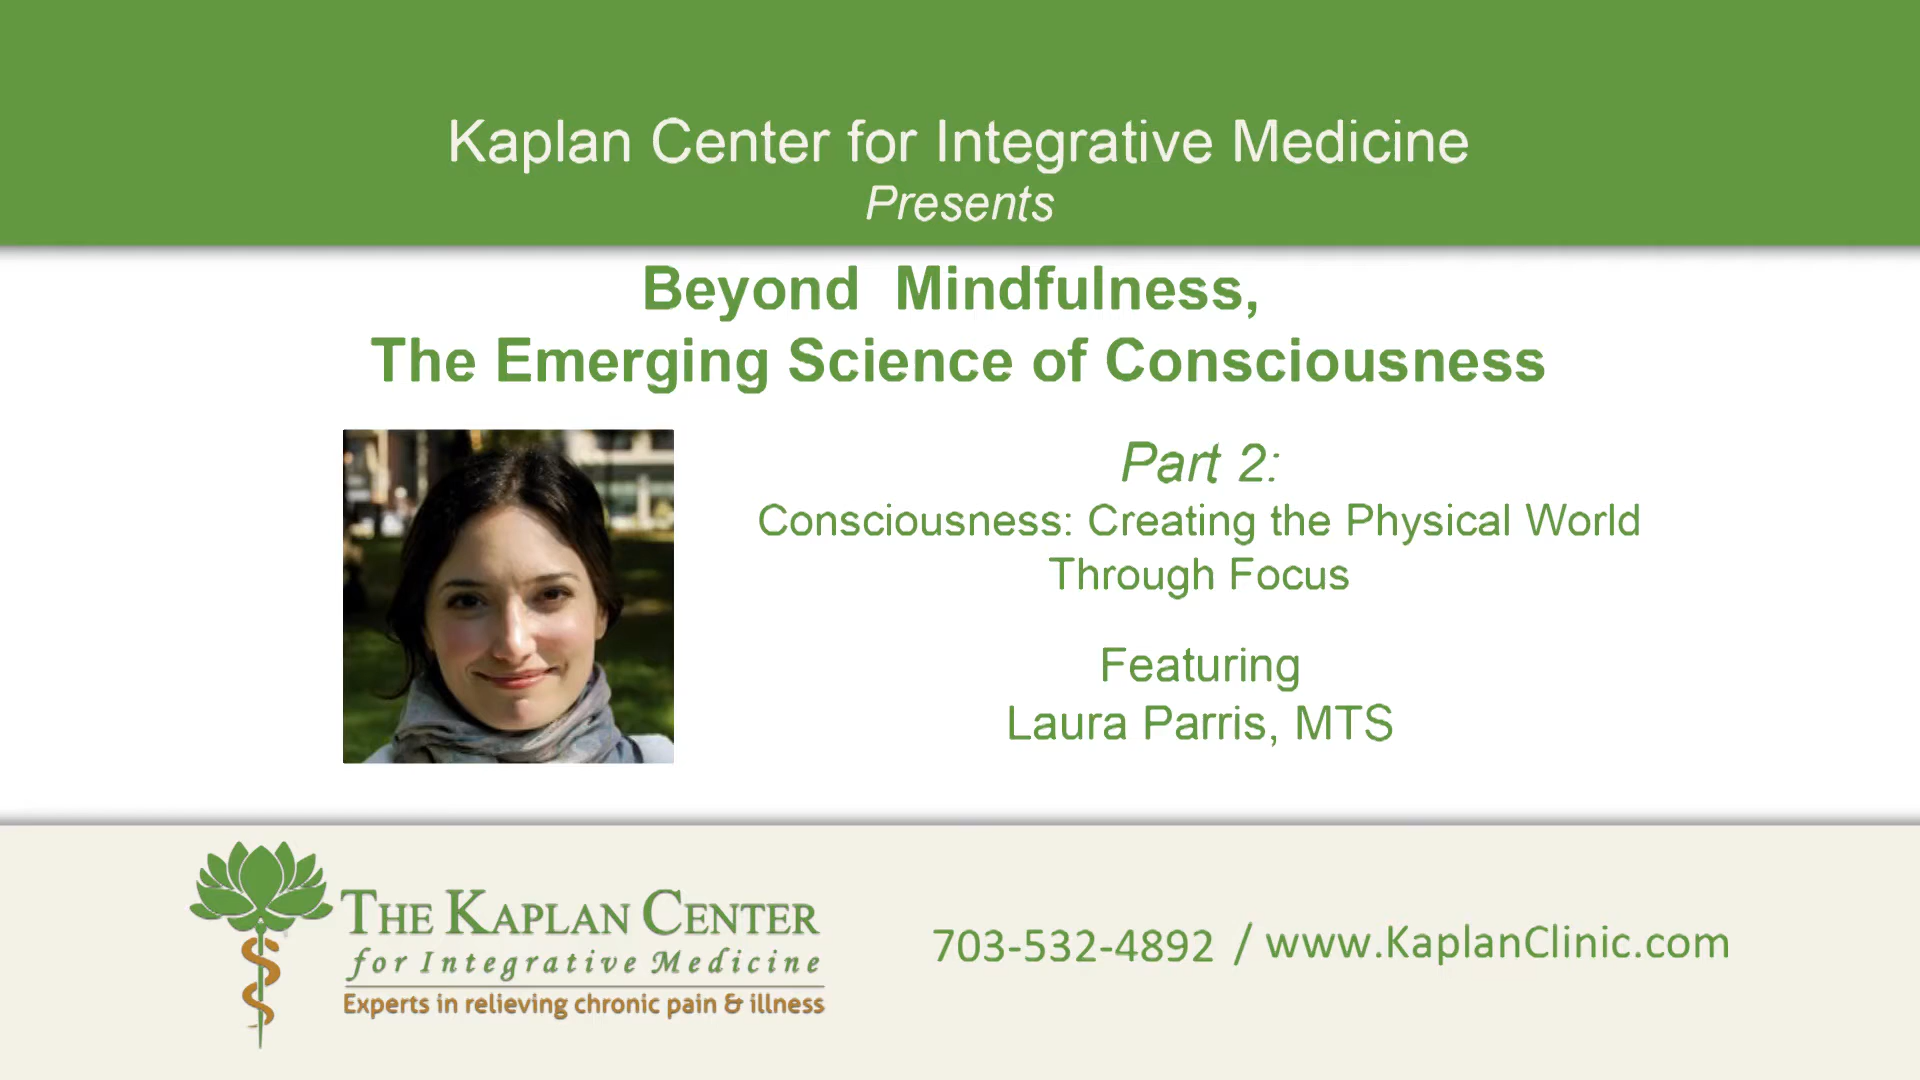 Kaplan Center for Integrative Medicine
Presents
Beyond Mindfulness,
The Emerging Science of Consciousness
Part 2:
Consciousness: Creating the Physical World
Through Focus
Featuring
Laura Parris, MTS
THE KAPLAN CENTER
for Integrative Medicine
Experts in relieving chronic pain & illness
703-532-4892 / www.KaplanClinic.com